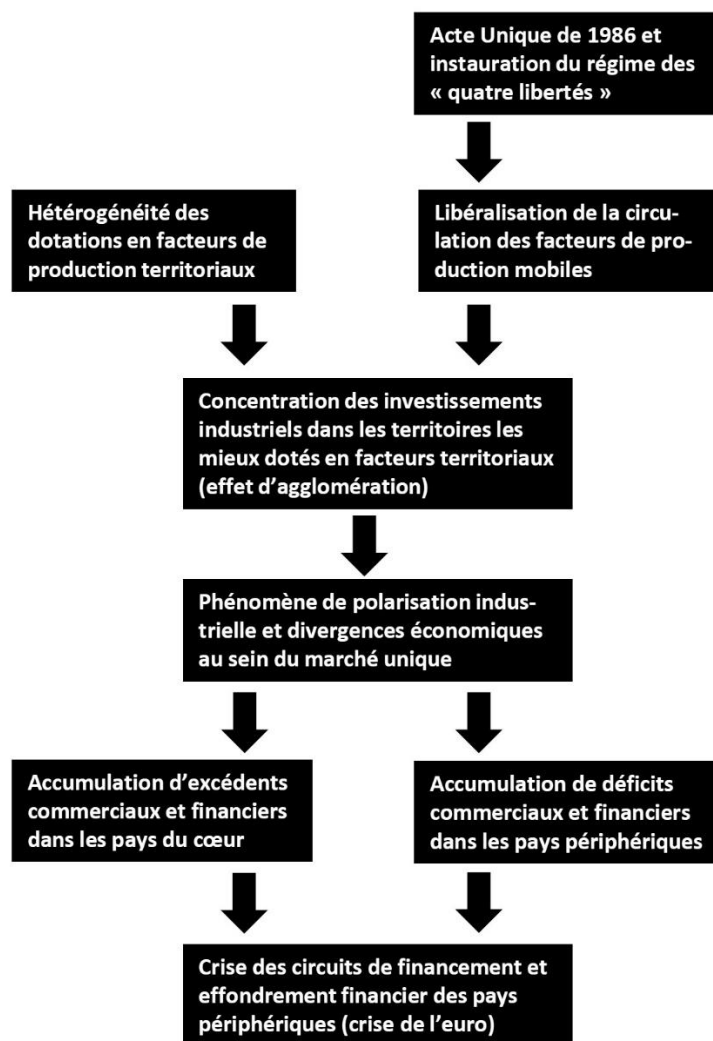 Acte Unique de 1986 et
instauration du régime des
« quatre libertés »
Hétérogénéité des
dotations en facteurs de
production territoriaux
Libéralisation de la circu-
lation des facteurs de pro-
duction mobiles
Concentration des investissements
industriels dans les territoires les
mieux dotés en facteurs territoriaux
(effet d’agglomération)
Phénomène de polarisation indus-
trielle et divergences économiques
au sein du marché unique
Accumulation d’excédents
commerciaux et financiers
dans les pays du cœur
Accumulation de déficits
commerciaux et financiers
dans les pays périphériques
Crise des circuits de financement et
effondrement financier des pays
périphériques (crise de l’euro)